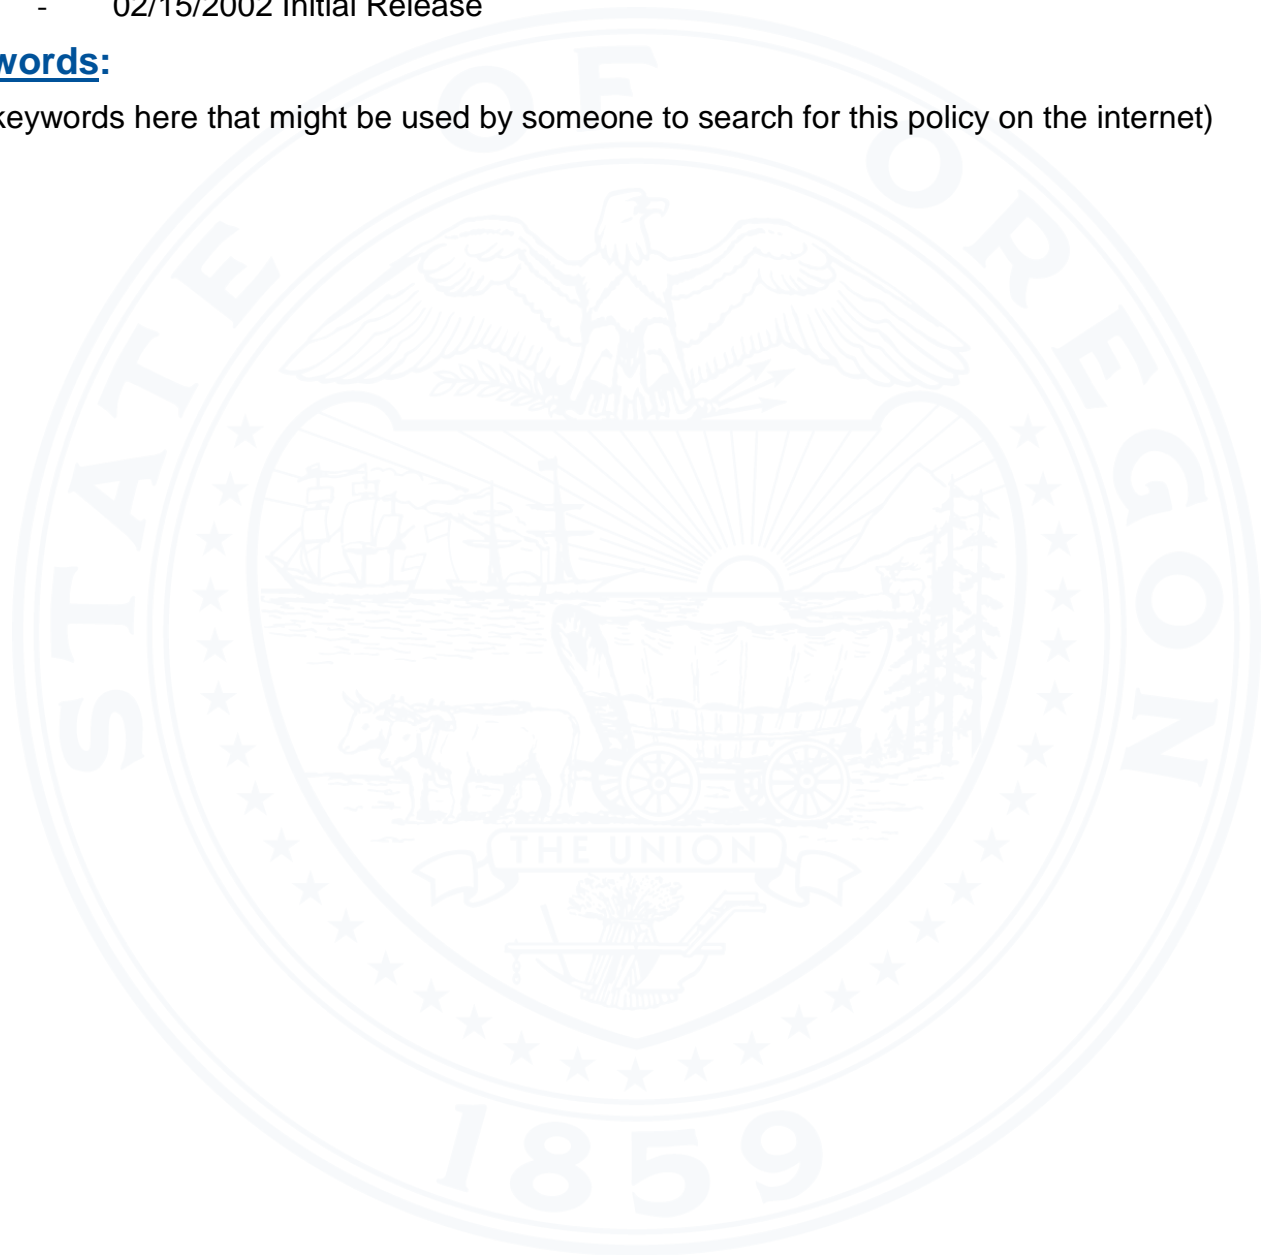 - 02/15/2002 Initial Release
words:
keywords here that might be used by someone to search for this policy on the internet)
STATE OF OREGON
THE UNION
1859